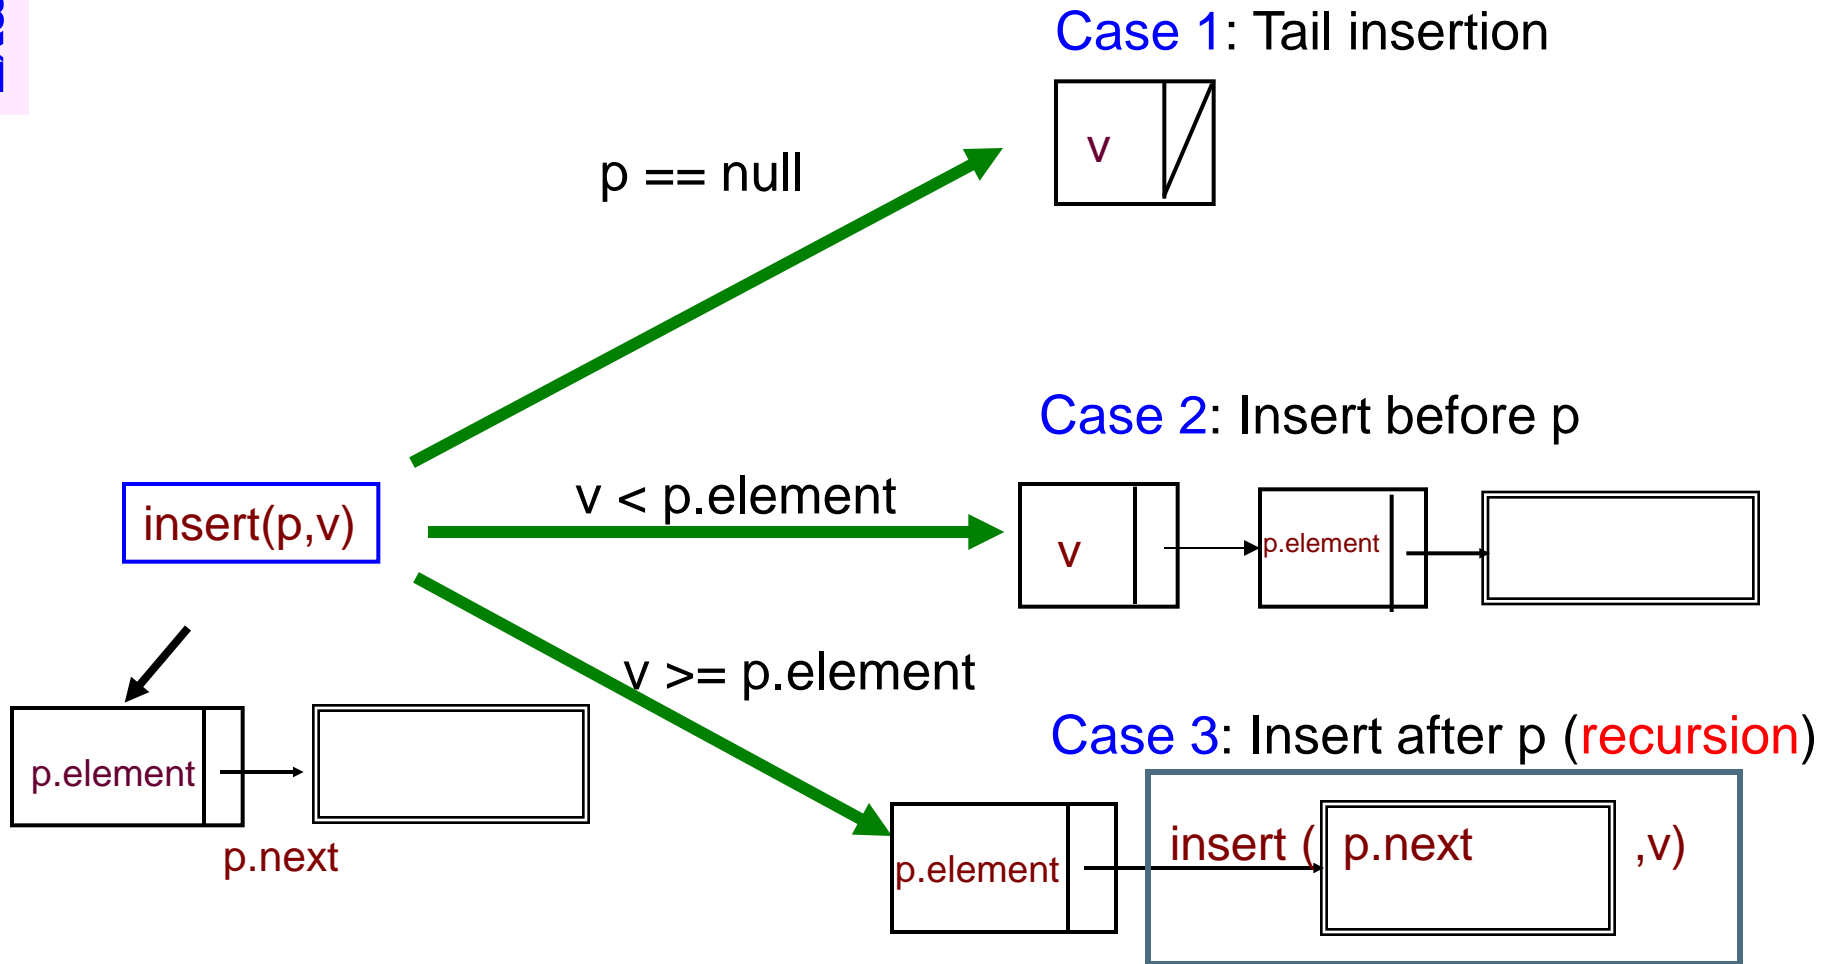 Case 1: Tail insertion
v
p == null
Case 2: Insert before p
v < p.element
insert(p,v)
v
p.element
v >= p.element
Case 3: Insert after p (recursion)
p.element
p.next
p.element
insert ( p.next ,v)